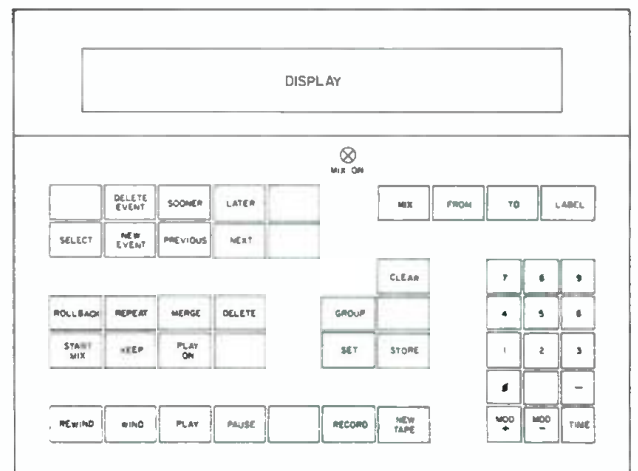 DISPLAY
MIX ON
DELETE EVENT
SOONER
LATER
SELECT
NEW EVENT
PREVIOUS
NEXT
MIX
FROM
TO
LABEL
CLEAR
ROLLBACK
REPEAT
MERGE
DELETE
GROUP
START MIX
KEEP
PLAY ON
SET
STORE
7 8 9
4 5 6
1 2 3
Ø -
REWIND
WIND
PLAY
PAUSE
RECORD
NEW TAPE
MOD +
MOD -
TIME